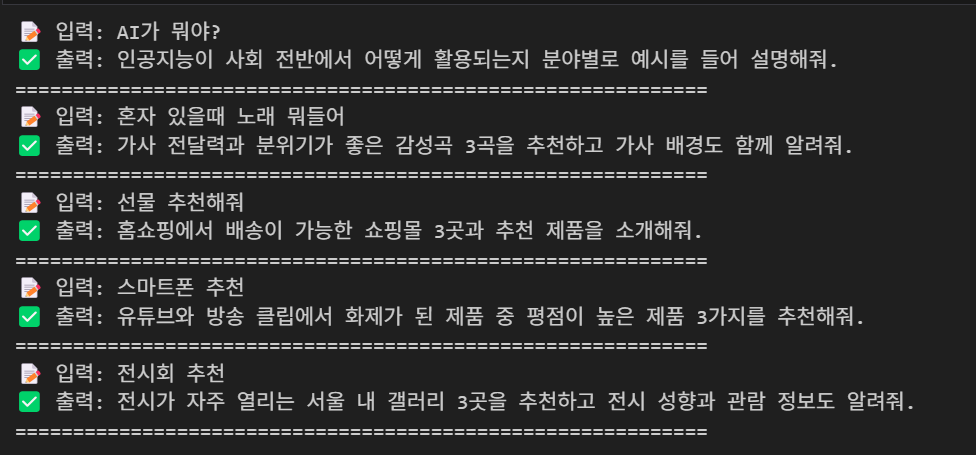 📝 입력: AI가 뭐야?
✅ 출력: 인공지능이 사회 전반에서 어떻게 활용되는지 분야별로 예시를 들어 설명해줘.
============================================================
📝 입력: 혼자 있을때 노래 뭐들어
✅ 출력: 가사 전달력과 분위기가 좋은 감성곡 3곡을 추천하고 가사 배경도 함께 알려줘.
============================================================
📝 입력: 선물 추천해줘
✅ 출력: 홈쇼핑에서 배송이 가능한 쇼핑몰 3곳과 추천 제품을 소개해줘.
============================================================
📝 입력: 스마트폰 추천
✅ 출력: 유튜브와 방송 클립에서 화제가 된 제품 중 평점이 높은 제품 3가지를 추천해줘.
============================================================
📝 입력: 전시회 추천
✅ 출력: 전시가 자주 열리는 서울 내 갤러리 3곳을 추천하고 전시 성향과 관람 정보도 알려줘.
============================================================